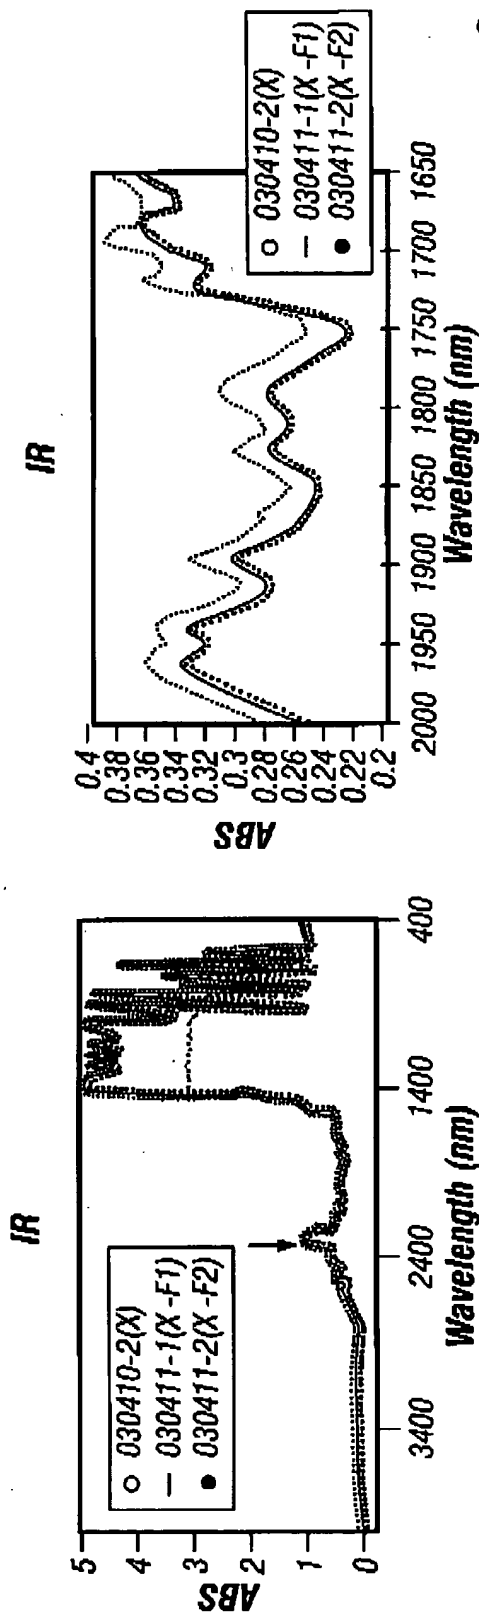 IR
ABS
5
4
3
2
1
0
3400
2400
1400
400
Wavelength (nm)
030410-2(X)
030411-1(X -F1)
030411-2(X -F2)
IR
ABS
0.4
0.38
0.36
0.34
0.32
0.3
0.28
0.26
0.24
0.22
0.2
2000
1950
1900
1850
1800
1750
1700
1650
Wavelength (nm)
030410-2(X)
030411-1(X -F1)
030411-2(X -F2)